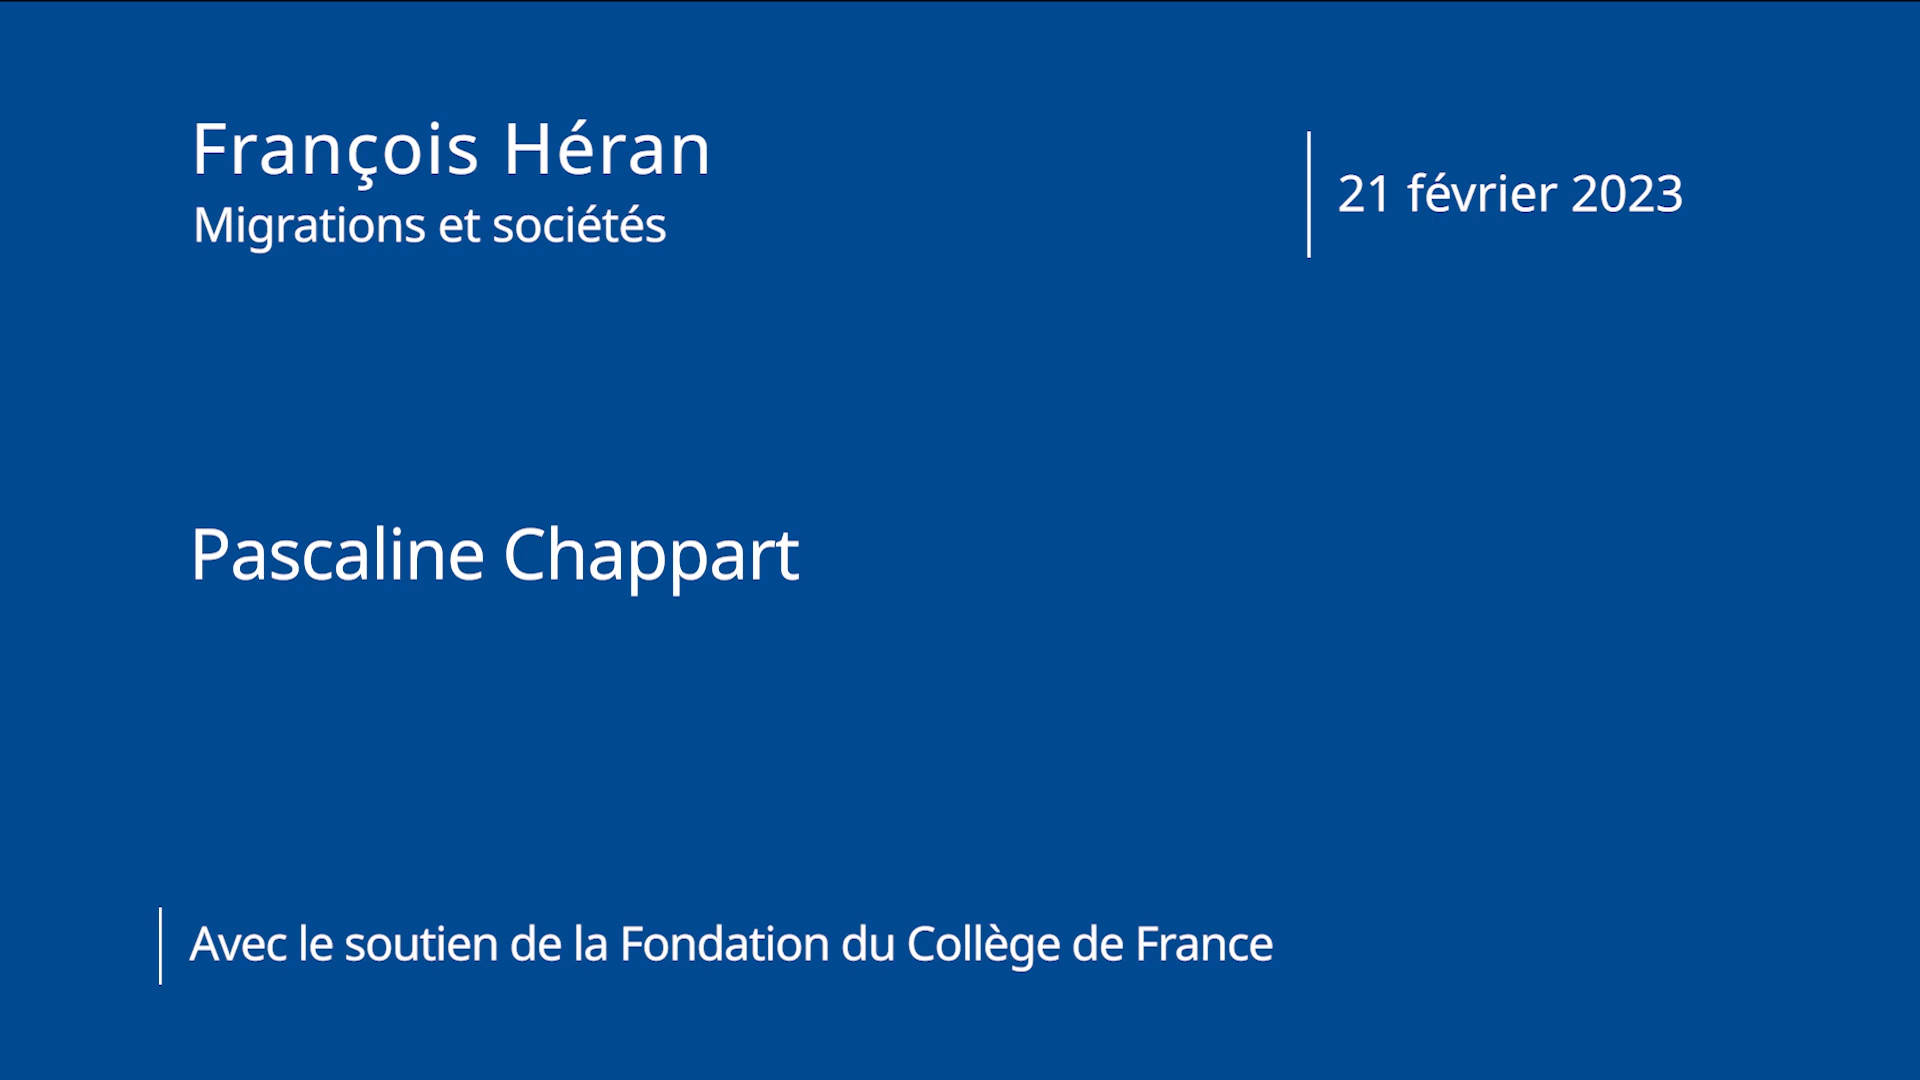 François Héran
Migrations et sociétés
21 février 2023
Pascaline Chappart
Avec le soutien de la Fondation du Collège de France